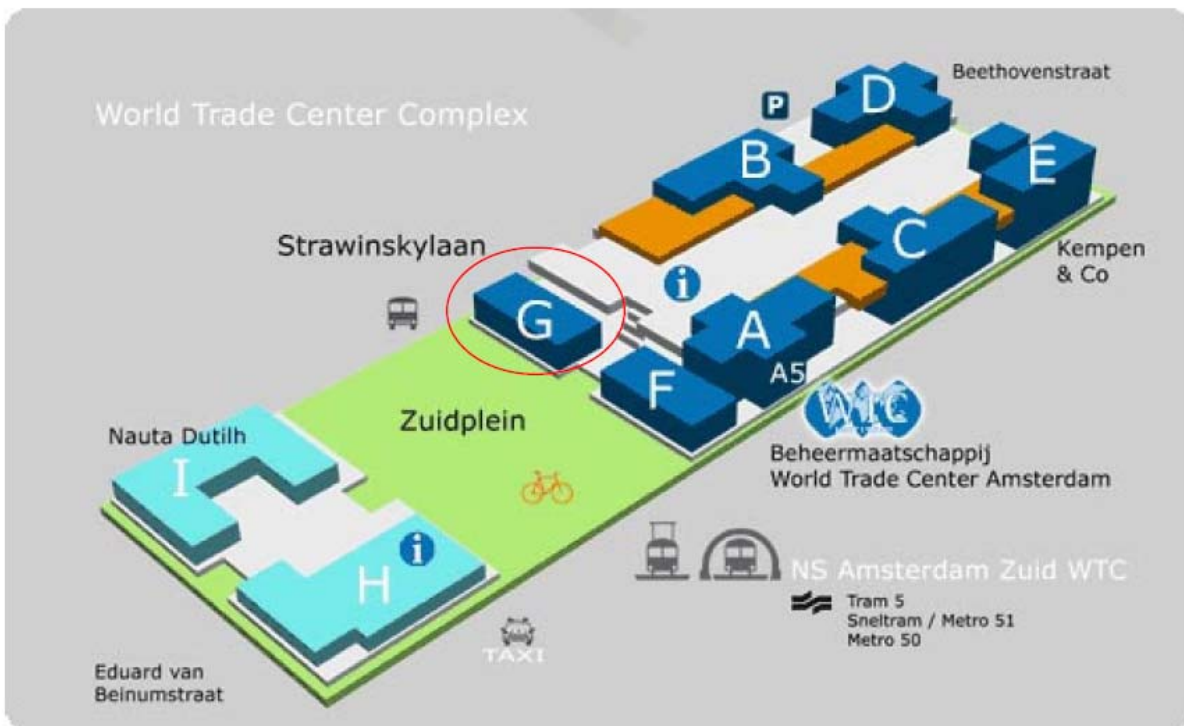 World Trade Center Complex
Beethovenstraat
P
D
B
E
Strawinskylaan
C
Kempen
& Co
i
G
A
A5
F
WTC
Zuidplein
Nauta Dutilh
I
Beheermaatschappij
World Trade Center Amsterdam
i
H
NS Amsterdam Zuid WTC
Tram 5
Sneltram / Metro 51
Metro 50
TAXI
Eduard van
Beinumstraat